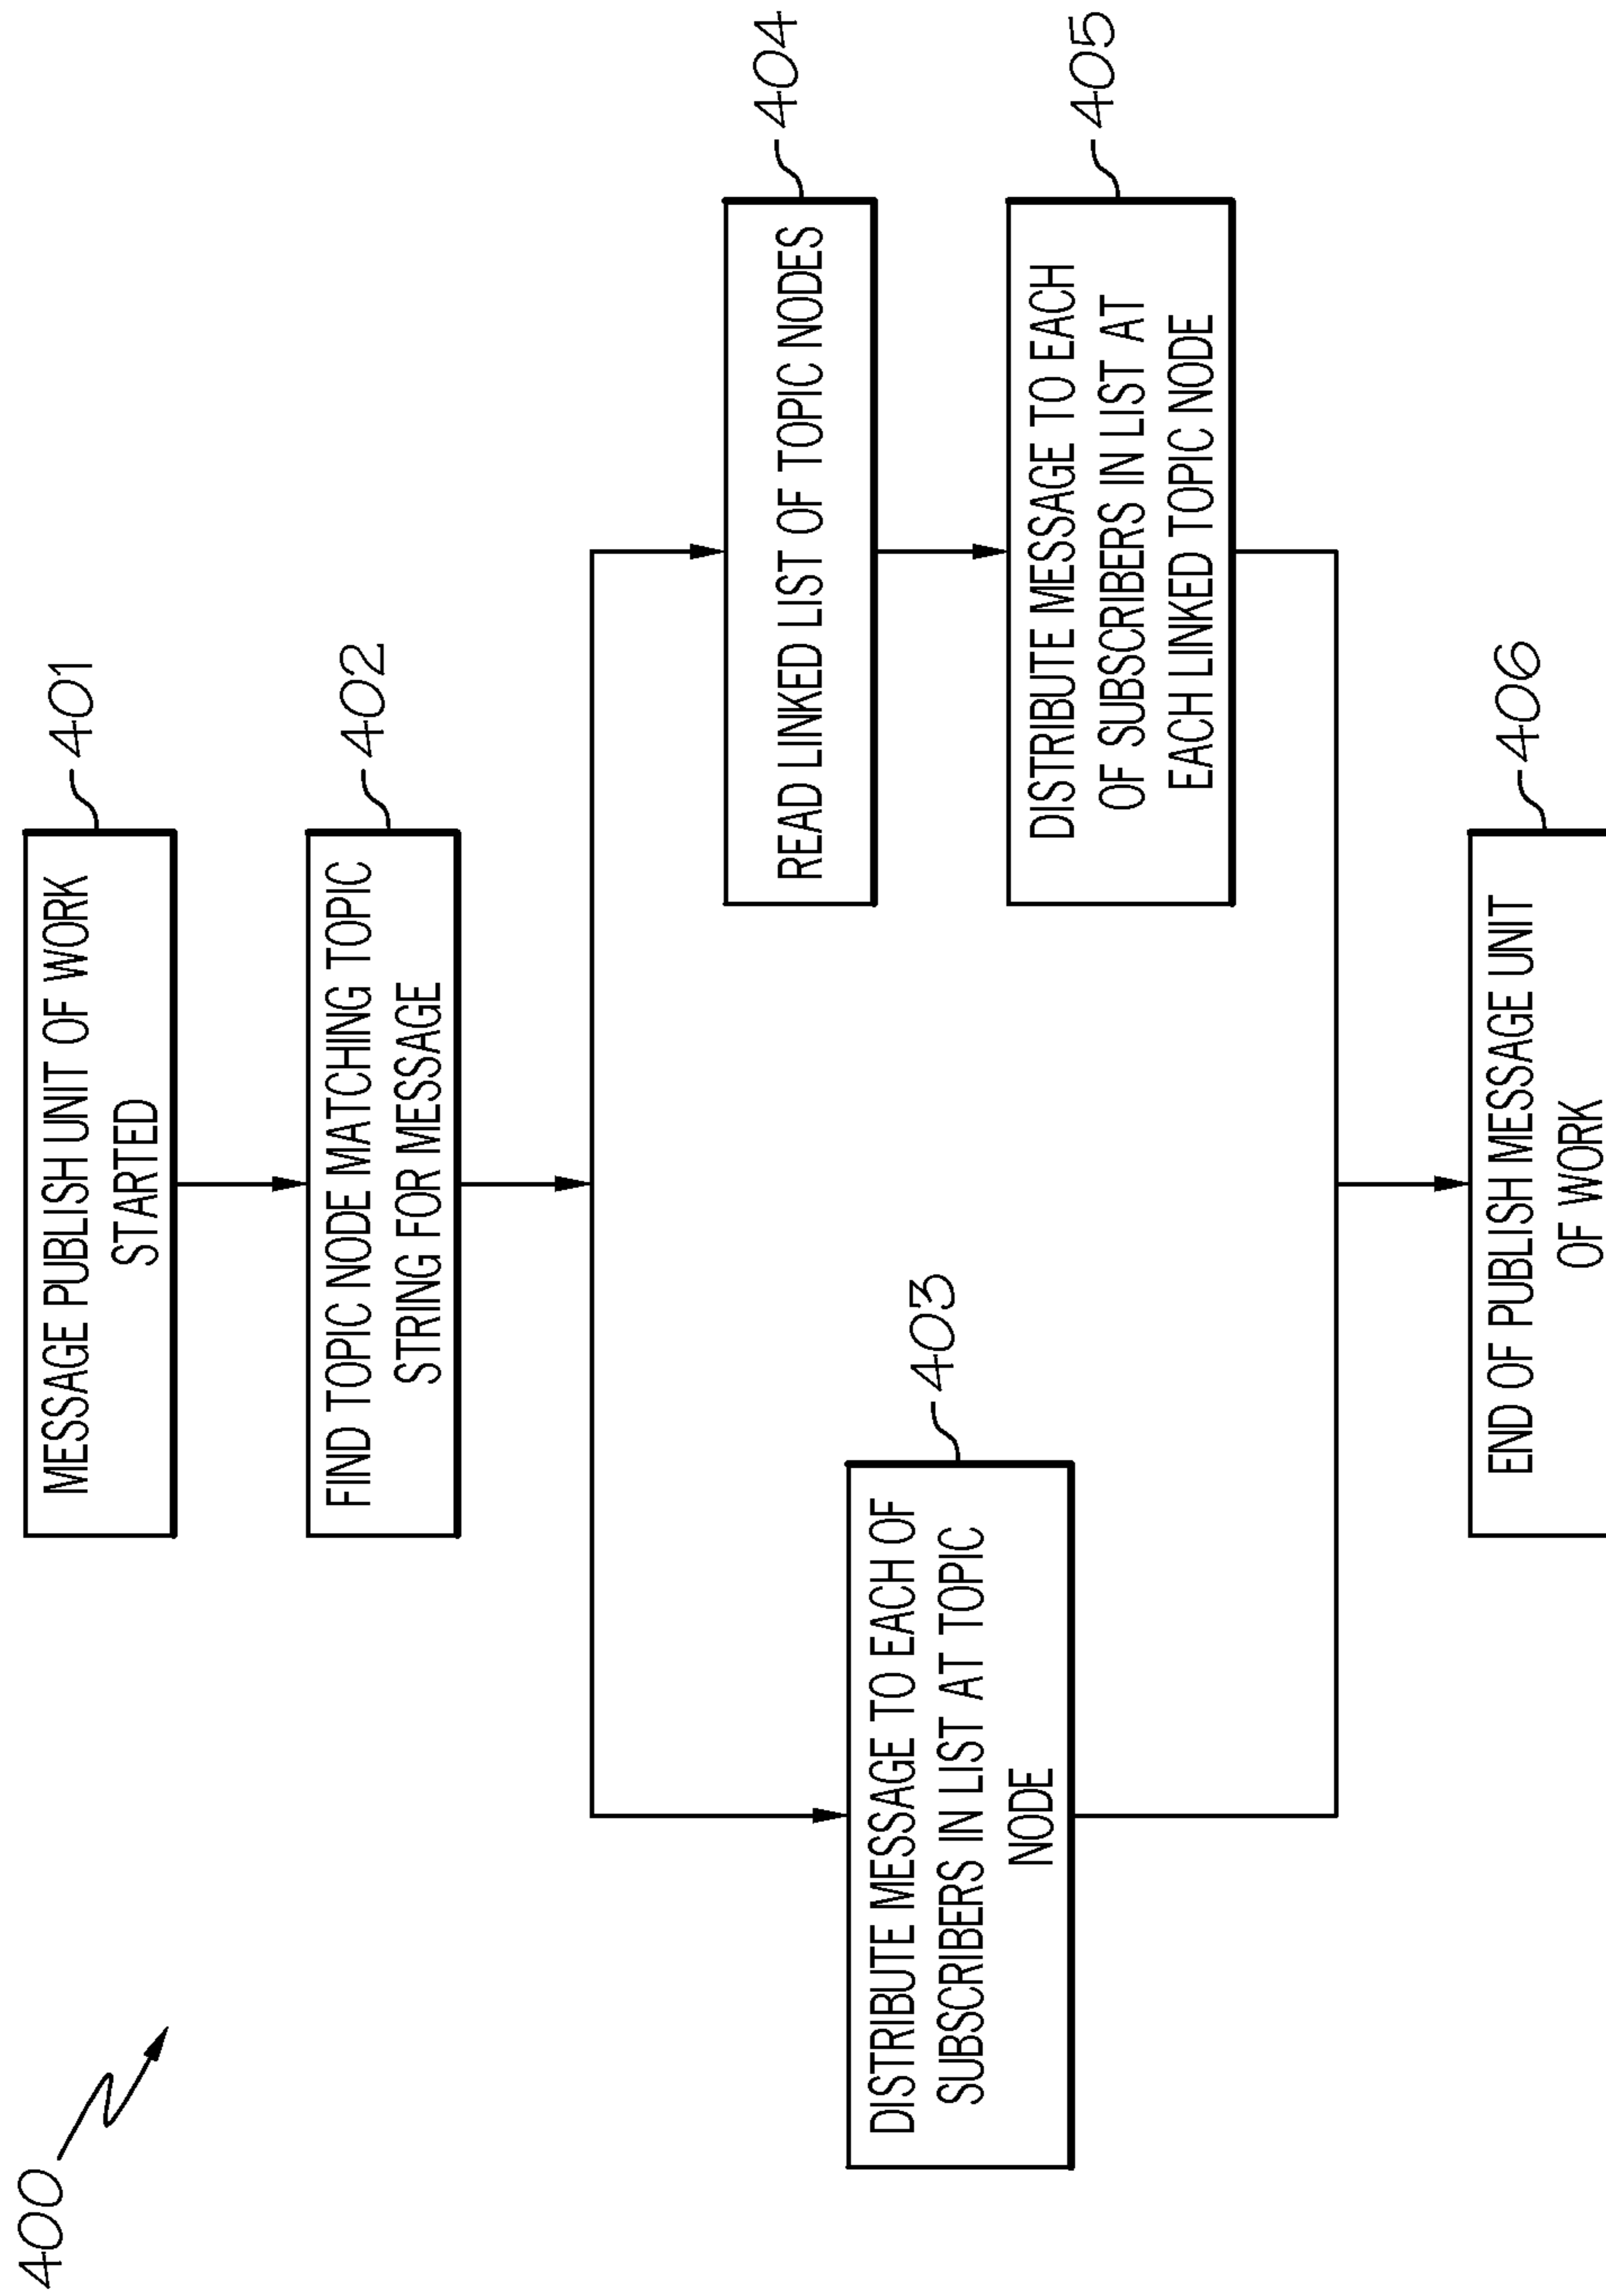 400
MESSAGE PUBLISH UNIT OF WORK
STARTED
401
FIND TOPIC NODE MATCHING TOPIC
STRING FOR MESSAGE
402
DISTRIBUTE MESSAGE TO EACH OF
SUBSCRIBERS IN LIST AT TOPIC
NODE
403
READ LINKED LIST OF TOPIC NODES
404
DISTRIBUTE MESSAGE TO EACH
OF SUBSCRIBERS IN LIST AT
EACH LINKED TOPIC NODE
405
END OF PUBLISH MESSAGE UNIT
OF WORK
406